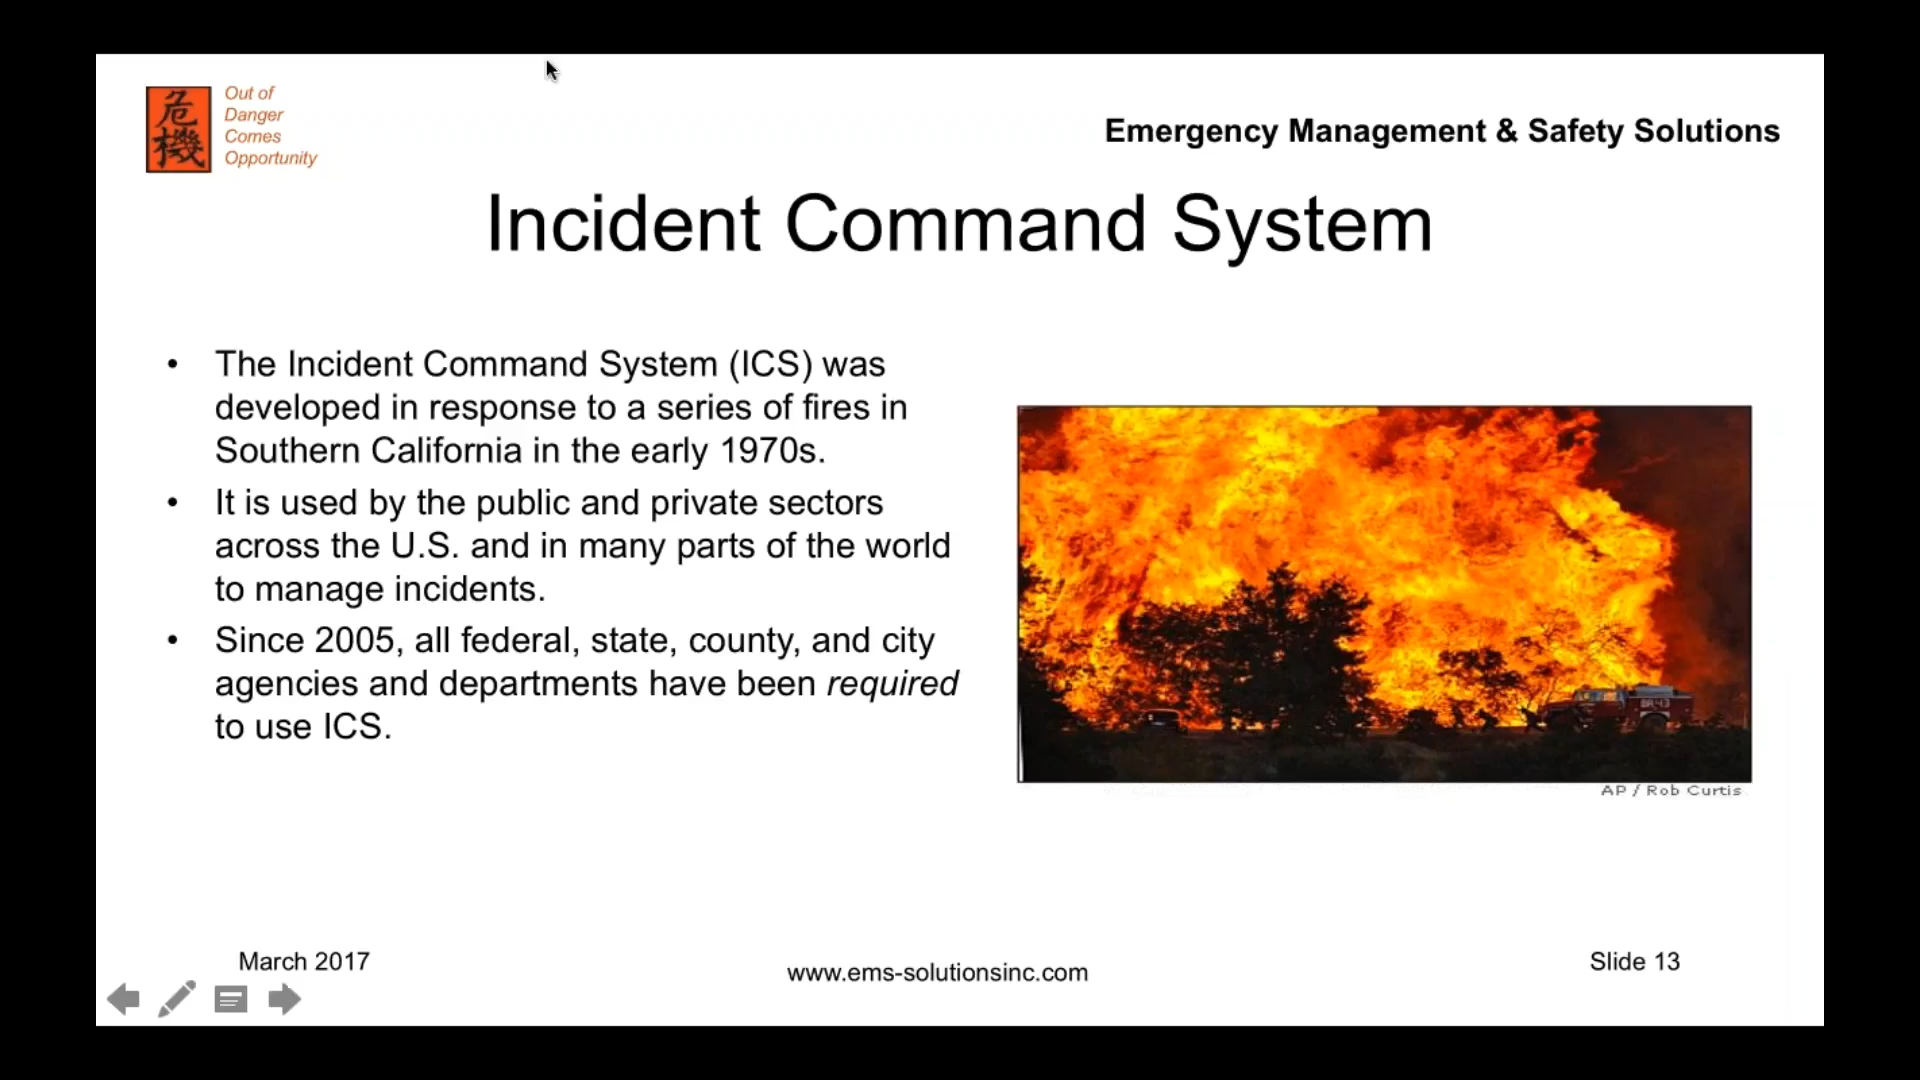 危
機
Out of
Danger
Comes
Opportunity
Emergency Management & Safety Solutions
Incident Command System
• The Incident Command System (ICS) was
developed in response to a series of fires in
Southern California in the early 1970s.
• It is used by the public and private sectors
across the U.S. and in many parts of the world
to manage incidents.
• Since 2005, all federal, state, county, and city
agencies and departments have been required
to use ICS.
AP / Rob Curtis
March 2017
www.ems-solutionsinc.com
Slide 13